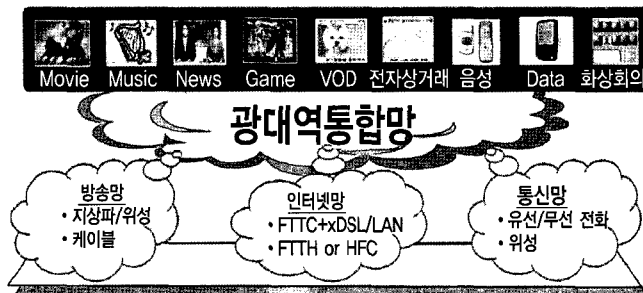 Movie Music News Game VOD 전자상거래 음성 Data 화상회의
광대역통합망
방송망
• 지상파/위성
• 케이블
인터넷망
• FTTC+xDSL/LAN
• FTTH or HFC
통신망
• 유선/무선 전화
• 위성